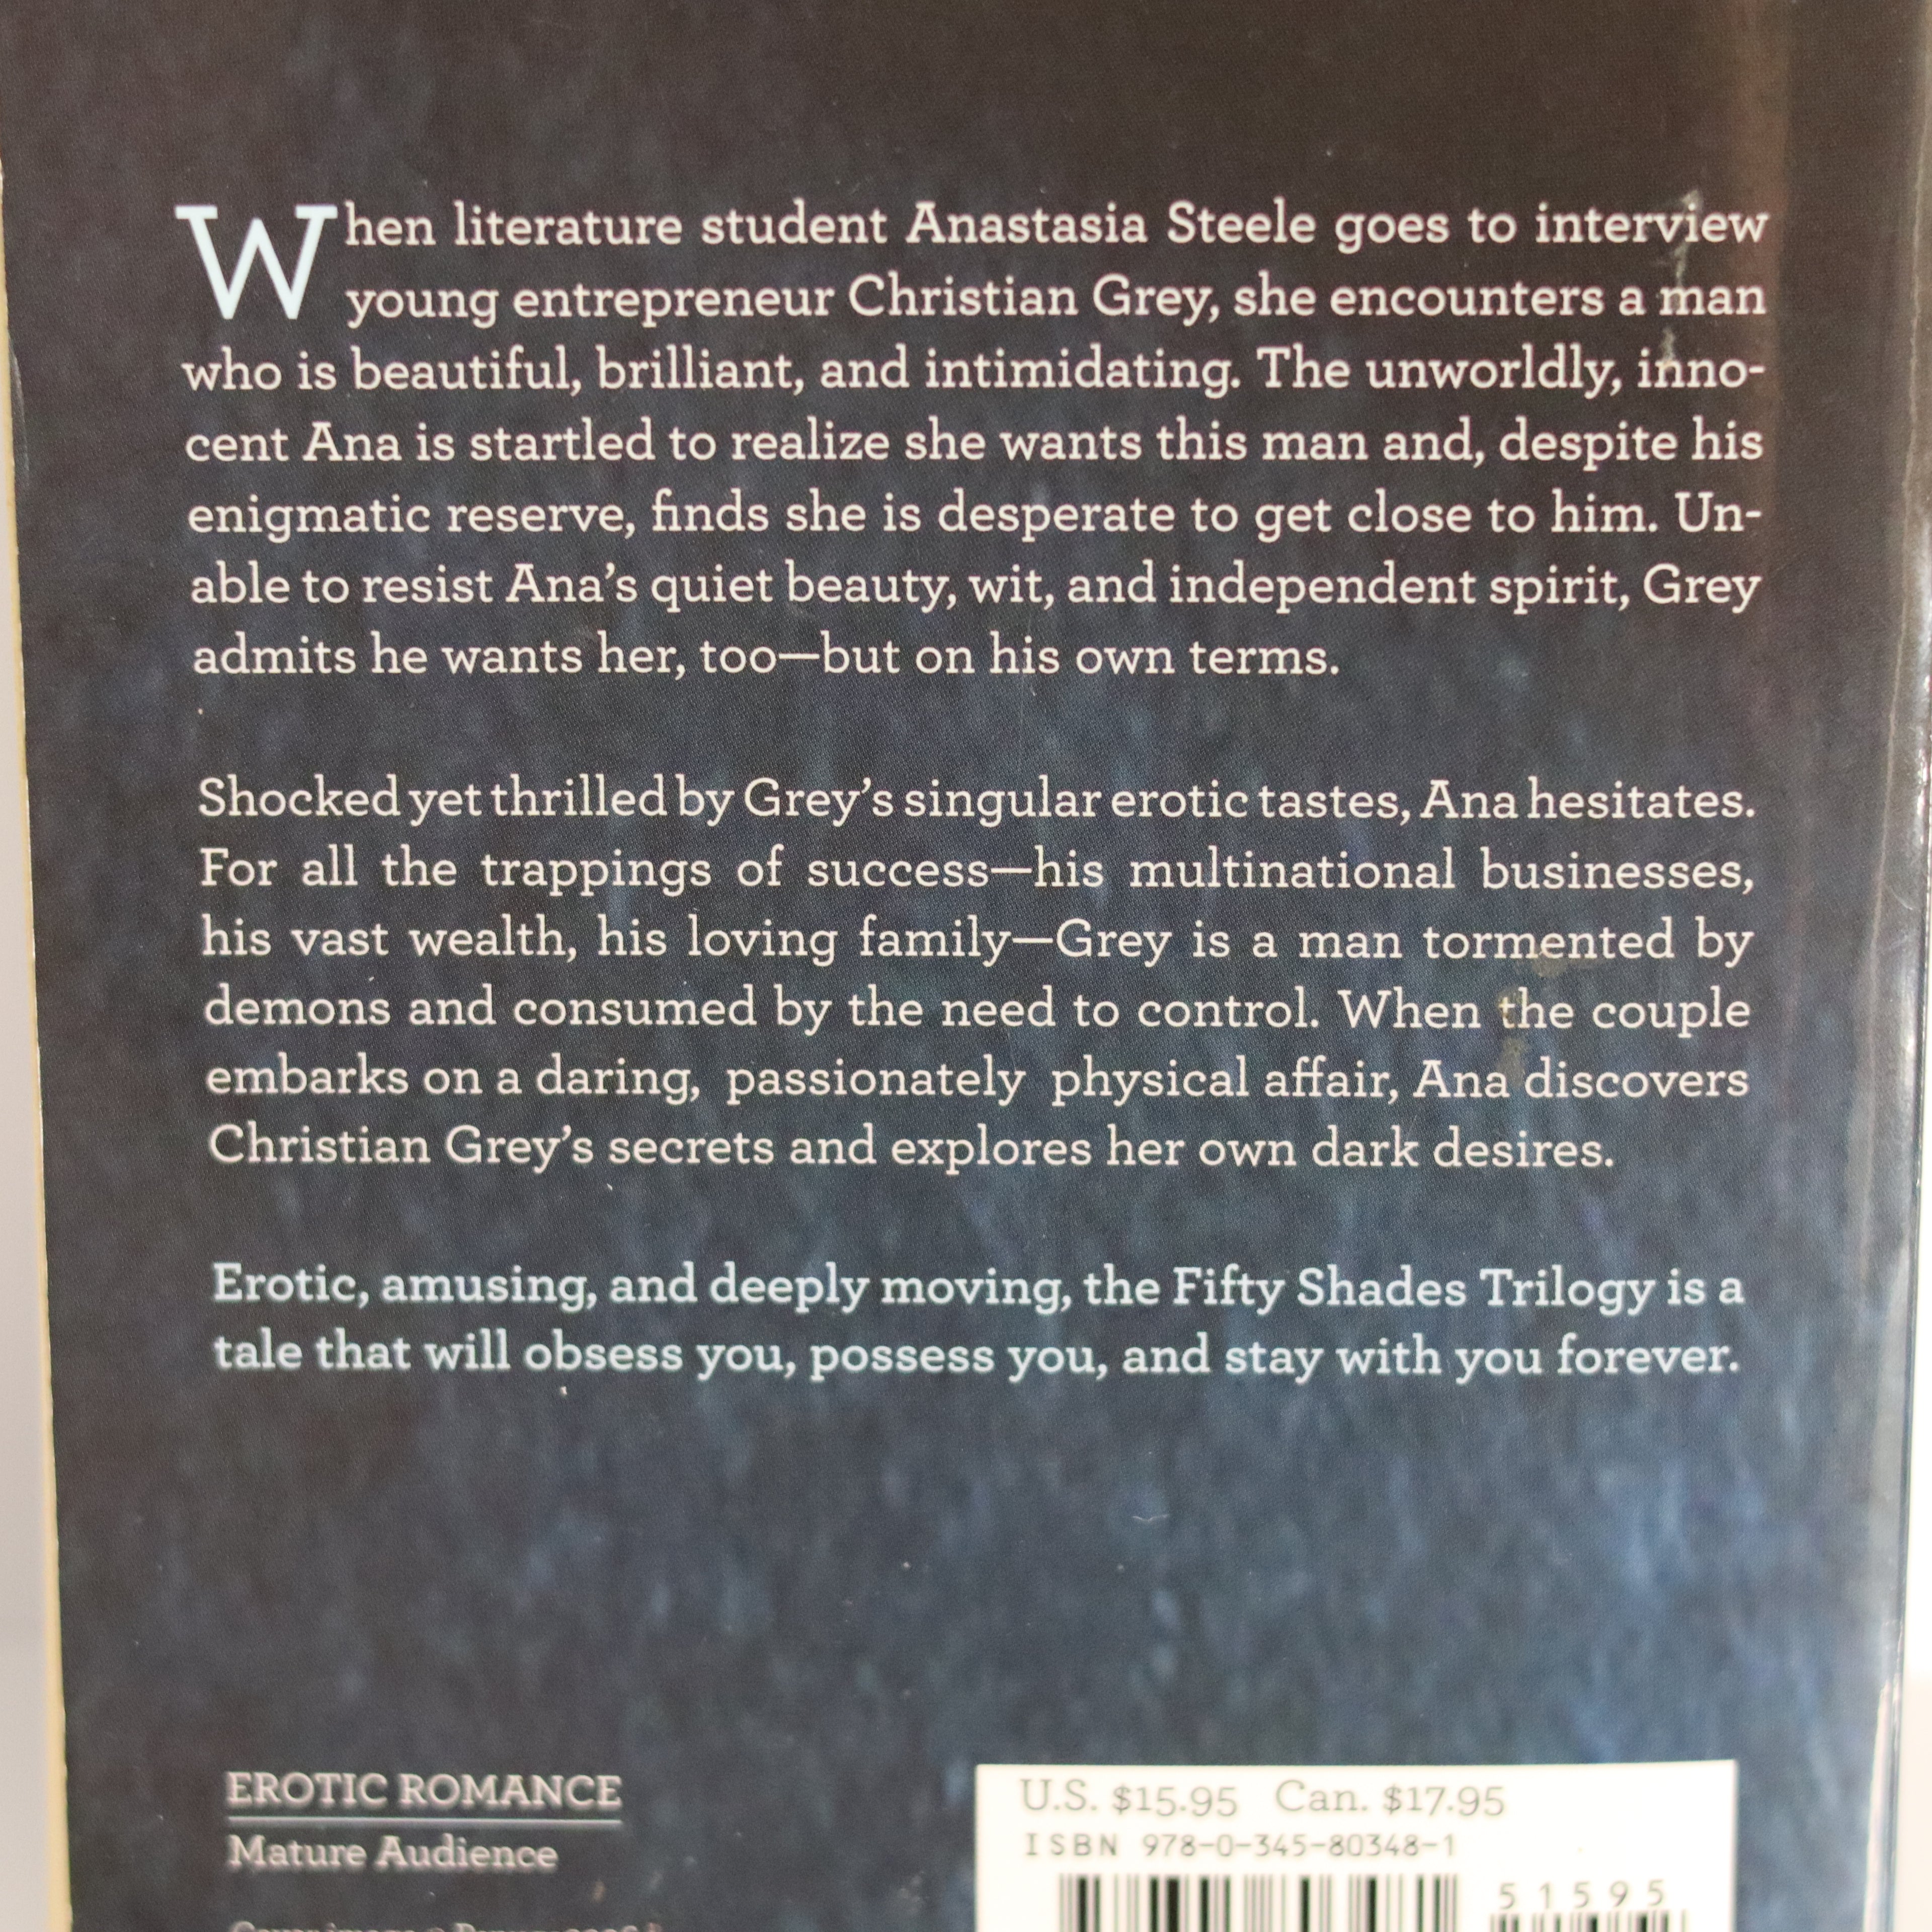 When literature student Anastasia Steele goes to interview
young entrepreneur Christian Grey, she encounters a man
who is beautiful, brilliant, and intimidating. The unworldly, inno-
cent Ana is startled to realize she wants this man and, despite his
enigmatic reserve, finds she is desperate to get close to him. Un-
able to resist Ana’s quiet beauty, wit, and independent spirit, Grey
admits he wants her, too—but on his own terms.
Shocked yet thrilled by Grey’s singular erotic tastes, Ana hesitates.
For all the trappings of success—his multinational businesses,
his vast wealth, his loving family—Grey is a man tormented by
demons and consumed by the need to control. When the couple
embarks on a daring, passionately physical affair, Ana discovers
Christian Grey’s secrets and explores her own dark desires.
Erotic, amusing, and deeply moving, the Fifty Shades Trilogy is a
tale that will obsess you, possess you, and stay with you forever.
EROTIC ROMANCE
Mature Audience
U.S. $15.95 Can. $17.95
ISBN 978-0-345-80348-1
51595